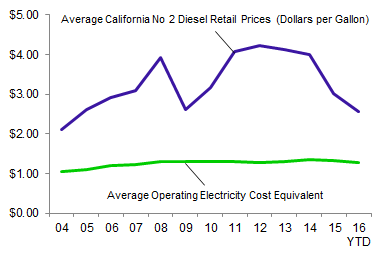 Average California No 2 Diesel Retail Prices (Dollars per Gallon)
$5.00
$4.00
$3.00
$2.00
$1.00
$0.00
Average Operating Electricity Cost Equivalent
04 05 06 07 08 09 10 11 12 13 14 15 16
YTD